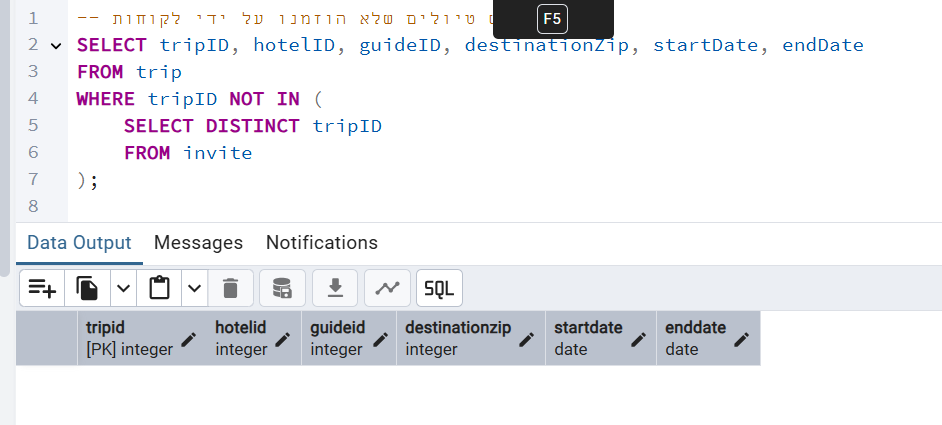 1 -- טיולים שלא הוזמנו על ידי לקוחות
F5
2 SELECT tripID, hotelID, guideID, destinationZip, startDate, endDate
3 FROM trip
4 WHERE tripID NOT IN (
5 SELECT DISTINCT tripID
6 FROM invite
7 );
8
Data Output Messages Notifications
SQL
tripid hotelid guideid destinationzip startdate enddate
[PK] integer integer integer integer date date